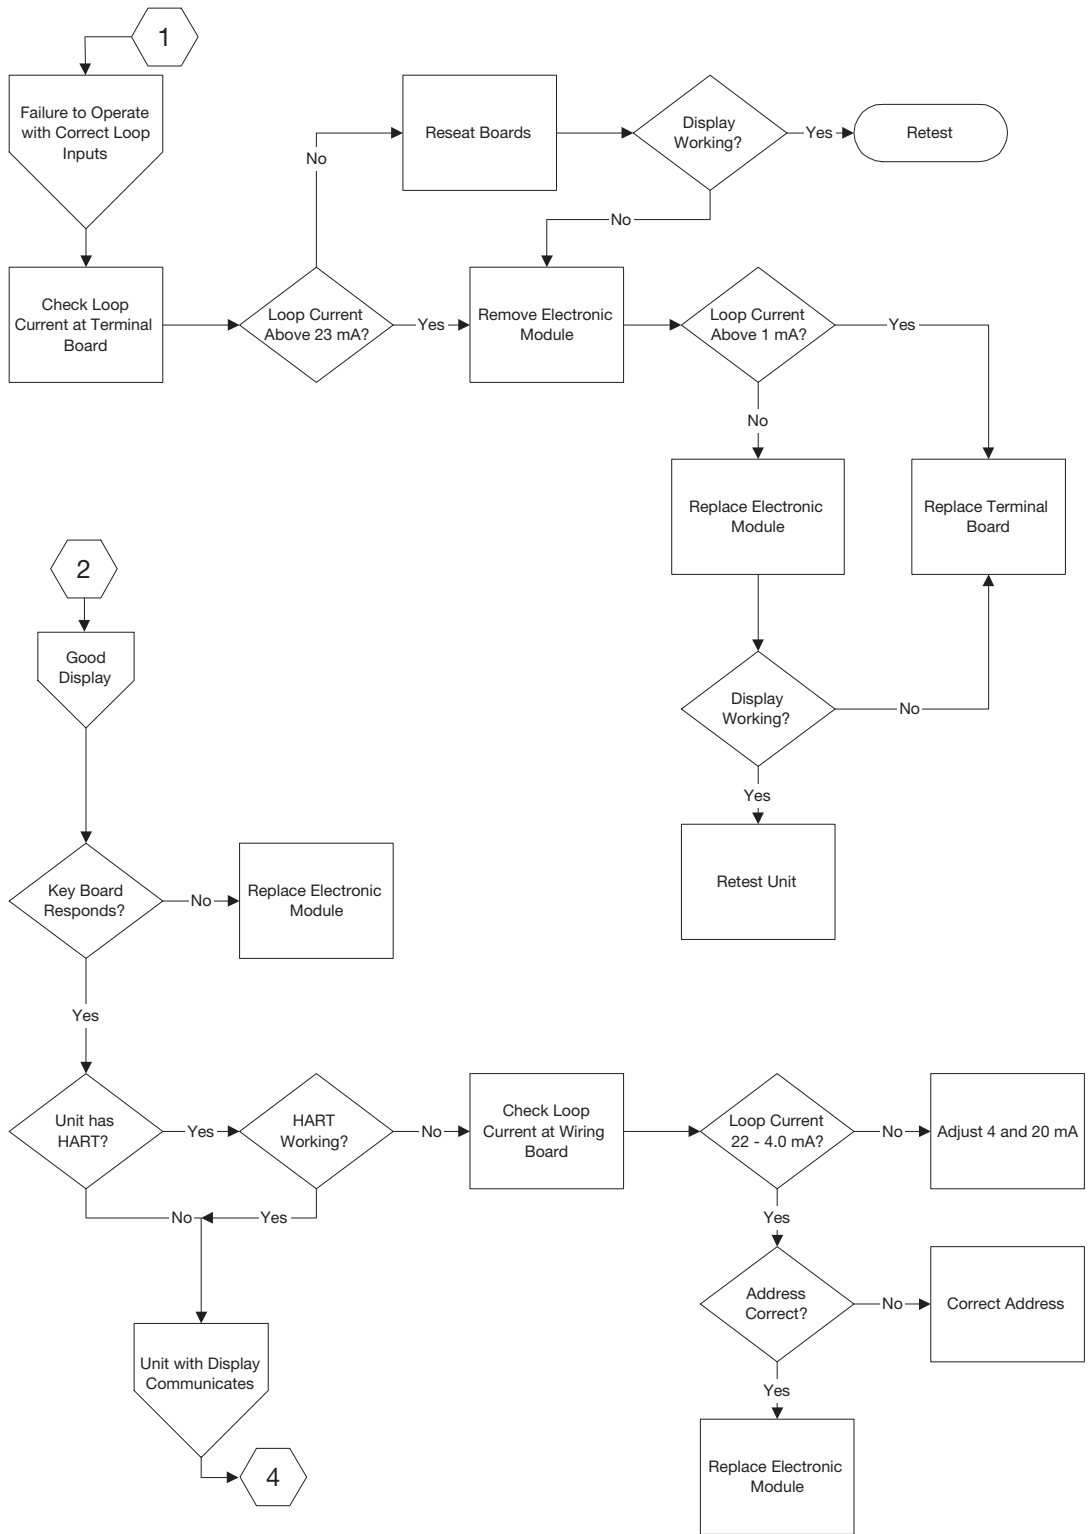 1
Failure to Operate
with Correct Loop
Inputs
Check Loop
Current at Terminal
Board
Loop Current
Above 23 mA?
No
Reseat Boards
Display
Working?
Yes
Retest
No
Yes
Remove Electronic
Module
Loop Current
Above 1 mA?
Yes
No
Replace Electronic
Module
Replace Terminal
Board
Display
Working?
No
Yes
Retest Unit
2
Good
Display
Key Board
Responds?
No
Replace Electronic
Module
Yes
Unit has
HART?
Yes
HART
Working?
No
Check Loop
Current at Wiring
Board
Loop Current
22 - 4.0 mA?
No
Adjust 4 and 20 mA
No
Yes
Yes
Address
Correct?
No
Correct Address
Unit with Display
Communicates
Yes
Replace Electronic
Module
4